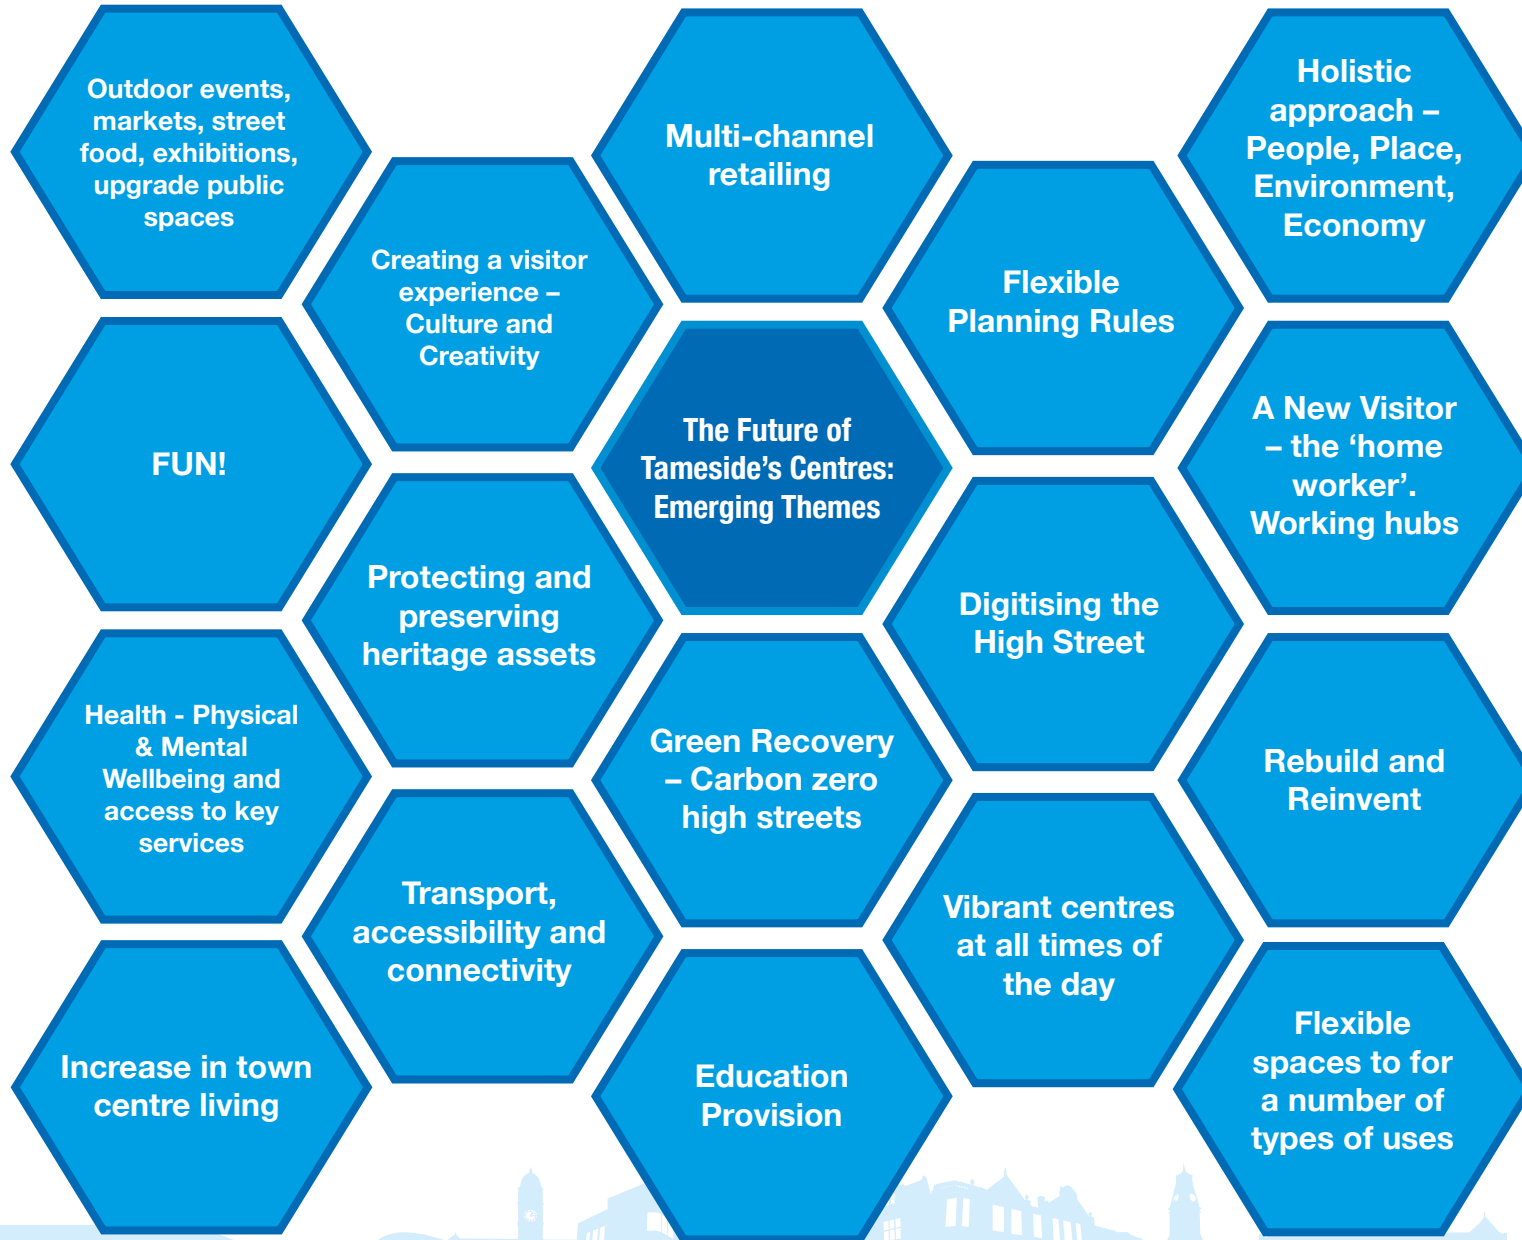 Outdoor events,
markets, street
food, exhibitions,
upgrade public
spaces
FUN!
Health - Physical
& Mental
Wellbeing and
access to key
services
Increase in town
centre living
Creating a visitor
experience –
Culture and
Creativity
Protecting and
preserving
heritage assets
Transport,
accessibility and
connectivity
Multi-channel
retailing
The Future of
Tameside’s Centres:
Emerging Themes
Green Recovery
– Carbon zero
high streets
Education
Provision
Flexible
Planning Rules
Digitising the
High Street
Vibrant centres
at all times of
the day
Holistic
approach –
People, Place,
Environment,
Economy
A New Visitor
– the ‘home
worker’.
Working hubs
Rebuild and
Reinvent
Flexible
spaces to for
a number of
types of uses